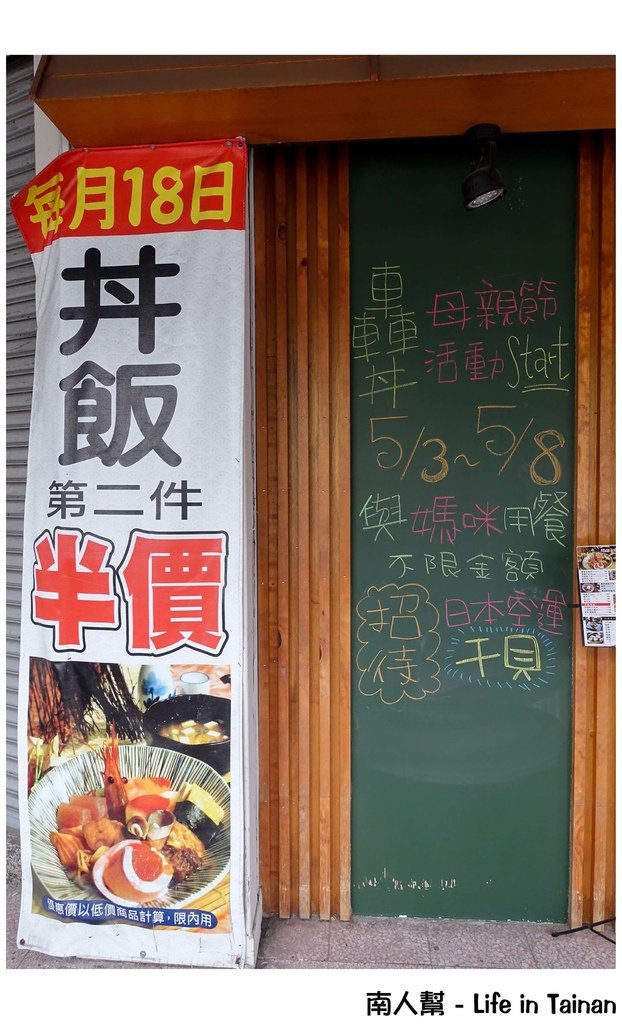 每月18日
丼飯
第二件
半價
優惠價以低價商品計算，限內用
轟丼
母親節
活動Start
5/3～5/8
與媽咪用餐
不限金額
招待
日本空運
干貝
南人幫 - Life in Tainan